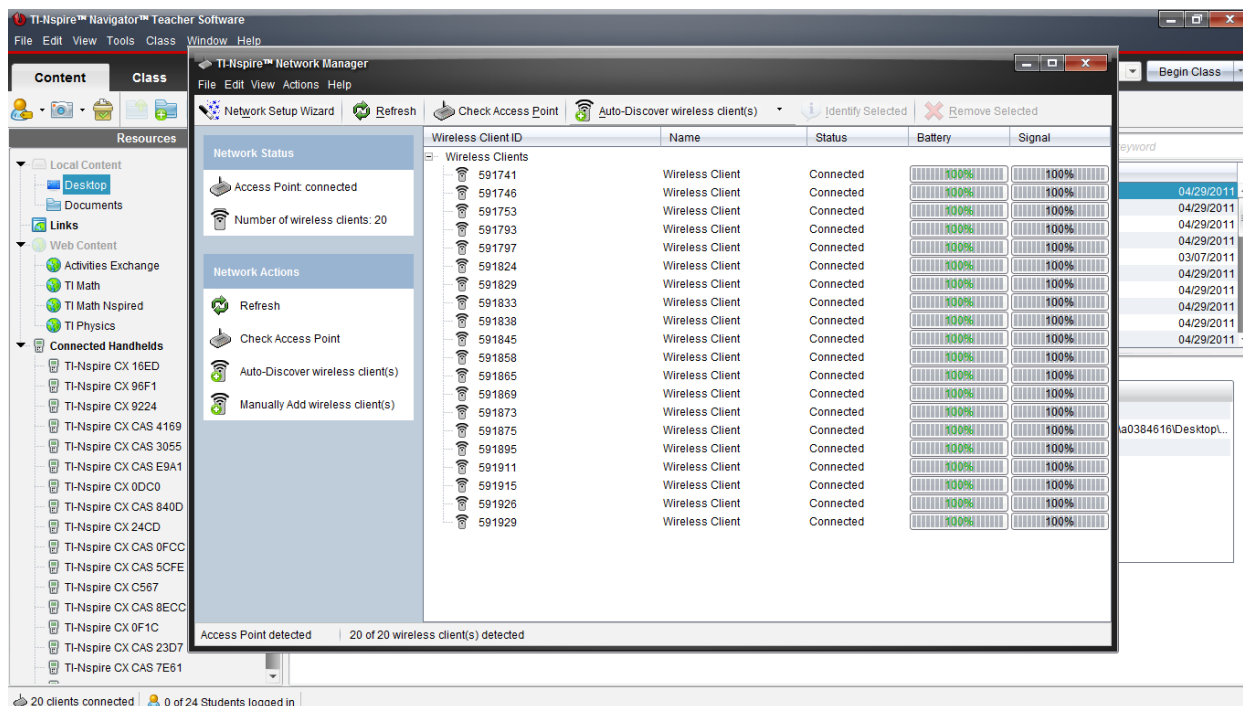 TI-Nspire™ Navigator™ Teacher Software
File Edit View Tools Class Window Help
Content Class
Begin Class
Resources
Local Content
Desktop
Documents
Links
Web Content
Activities Exchange
TI Math
TI Math Nspired
TI Physics
Connected Handhelds
TI-Nspire CX 16ED
TI-Nspire CX 96F1
TI-Nspire CX 9224
TI-Nspire CX CAS 4169
TI-Nspire CX CAS 3055
TI-Nspire CX CAS E9A1
TI-Nspire CX 0DC0
TI-Nspire CX CAS 840D
TI-Nspire CX 24CD
TI-Nspire CX CAS 0FCC
TI-Nspire CX CAS 5CFE
TI-Nspire CX C567
TI-Nspire CX CAS 8ECC
TI-Nspire CX 0F1C
TI-Nspire CX CAS 23D7
TI-Nspire CX CAS 7E61
TI-Nspire™ Network Manager
File Edit View Actions Help
Network Setup Wizard Refresh Check Access Point Auto-Discover wireless client(s) Identify Selected Remove Selected
Network Status
Access Point: connected
Number of wireless clients: 20
Network Actions
Refresh
Check Access Point
Auto-Discover wireless client(s)
Manually Add wireless client(s)
Wireless Client ID Name Status Battery Signal
Wireless Clients
591741 Wireless Client Connected 100% 100%
591746 Wireless Client Connected 100% 100%
591753 Wireless Client Connected 100% 100%
591793 Wireless Client Connected 100% 100%
591797 Wireless Client Connected 100% 100%
591824 Wireless Client Connected 100% 100%
591829 Wireless Client Connected 100% 100%
591833 Wireless Client Connected 100% 100%
591838 Wireless Client Connected 100% 100%
591845 Wireless Client Connected 100% 100%
591858 Wireless Client Connected 100% 100%
591865 Wireless Client Connected 100% 100%
591869 Wireless Client Connected 100% 100%
591873 Wireless Client Connected 100% 100%
591875 Wireless Client Connected 100% 100%
591895 Wireless Client Connected 100% 100%
591911 Wireless Client Connected 100% 100%
591915 Wireless Client Connected 100% 100%
591926 Wireless Client Connected 100% 100%
591929 Wireless Client Connected 100% 100%
Access Point detected 20 of 20 wireless client(s) detected
eyword
04/29/2011
04/29/2011
04/29/2011
04/29/2011
03/07/2011
04/29/2011
04/29/2011
04/29/2011
04/29/2011
04/29/2011
\a0384616\Desktop\...
20 clients connected 0 of 24 Students logged in